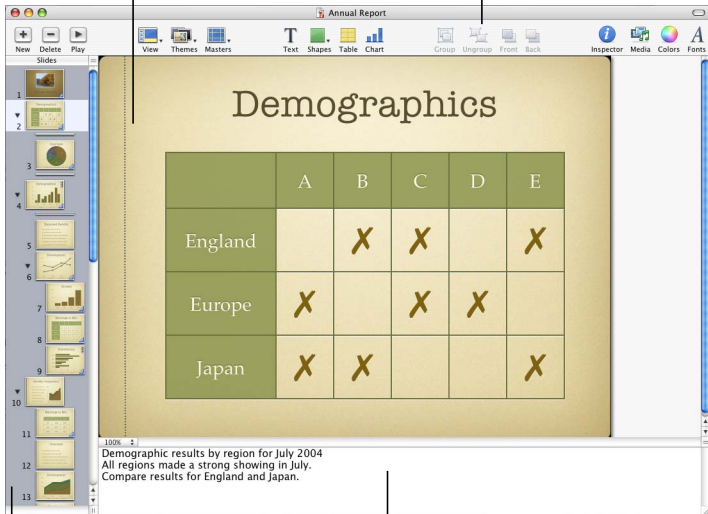 Annual Report
New Delete Play
View Themes Masters
Text Shapes Table Chart
Group Ungroup Front Back
Inspector Media Colors Fonts
Slides
1
2
3
4
5
6
7
8
9
10
11
12
13
Demographics
A B C D E
England ✗ ✗ ✗
Europe ✗ ✗ ✗
Japan ✗ ✗ ✗
100%
Demographic results by region for July 2004
All regions made a strong showing in July.
Compare results for England and Japan.